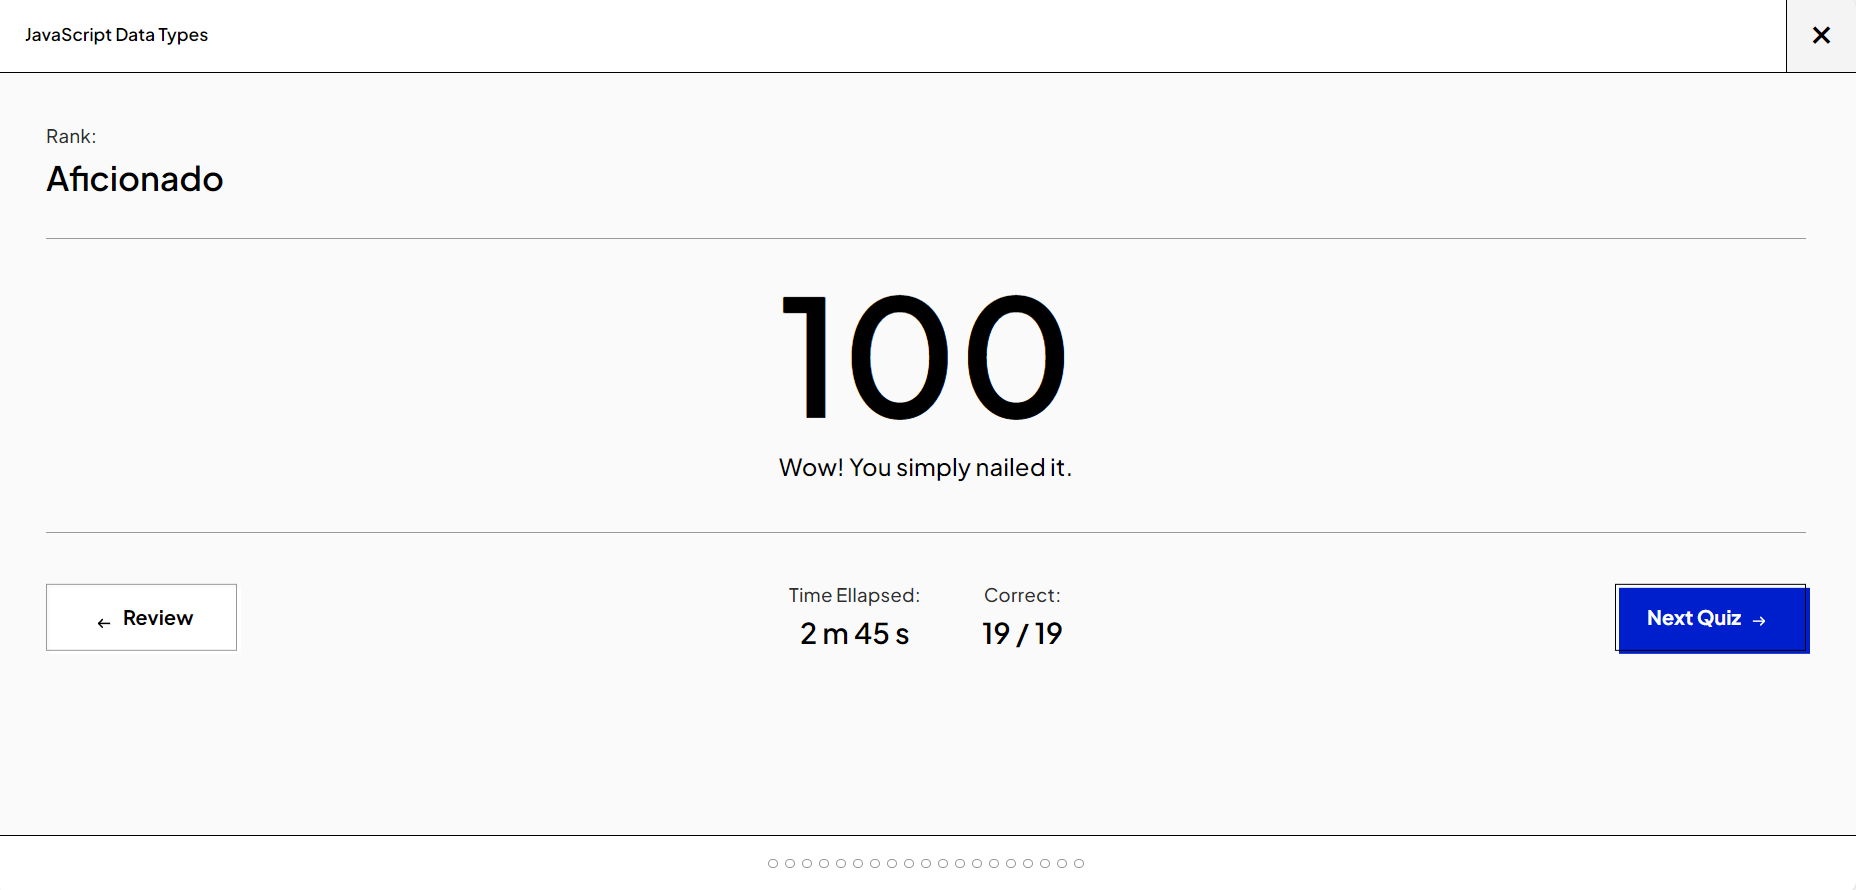 JavaScript Data Types
Rank:
Aficionado
100
Wow! You simply nailed it.
← Review
Time Ellapsed:
2 m 45 s
Correct:
19 / 19
Next Quiz →